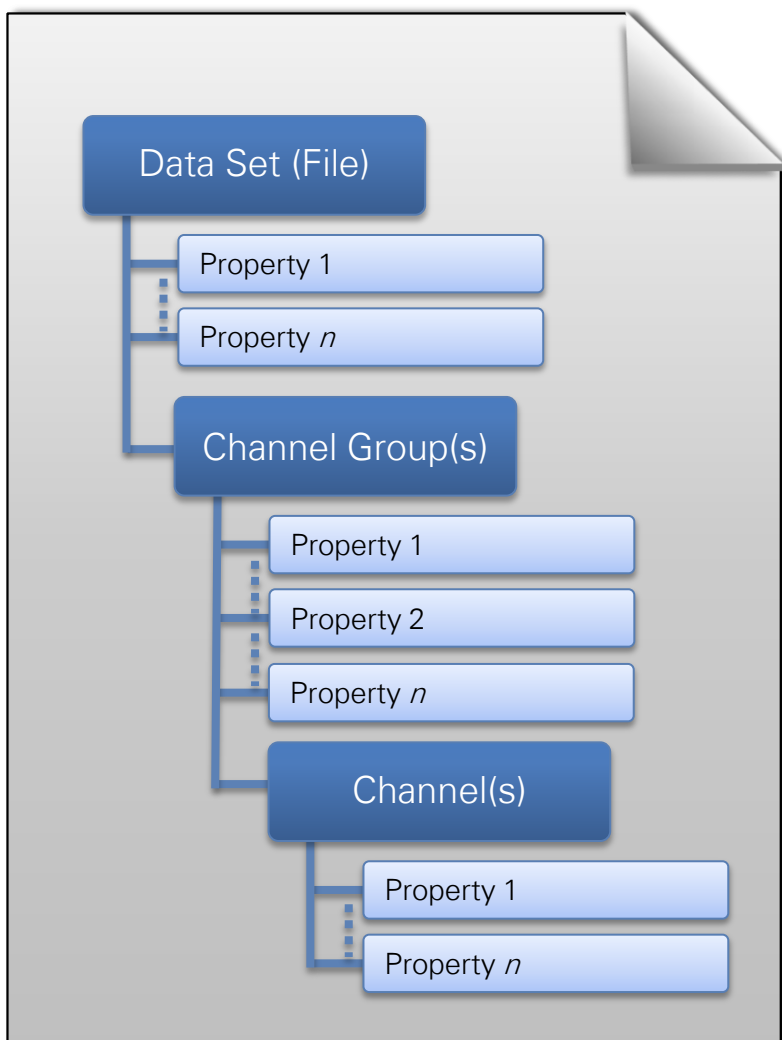 Data Set (File)
Property 1
Property n
Channel Group(s)
Property 1
Property 2
Property n
Channel(s)
Property 1
Property n